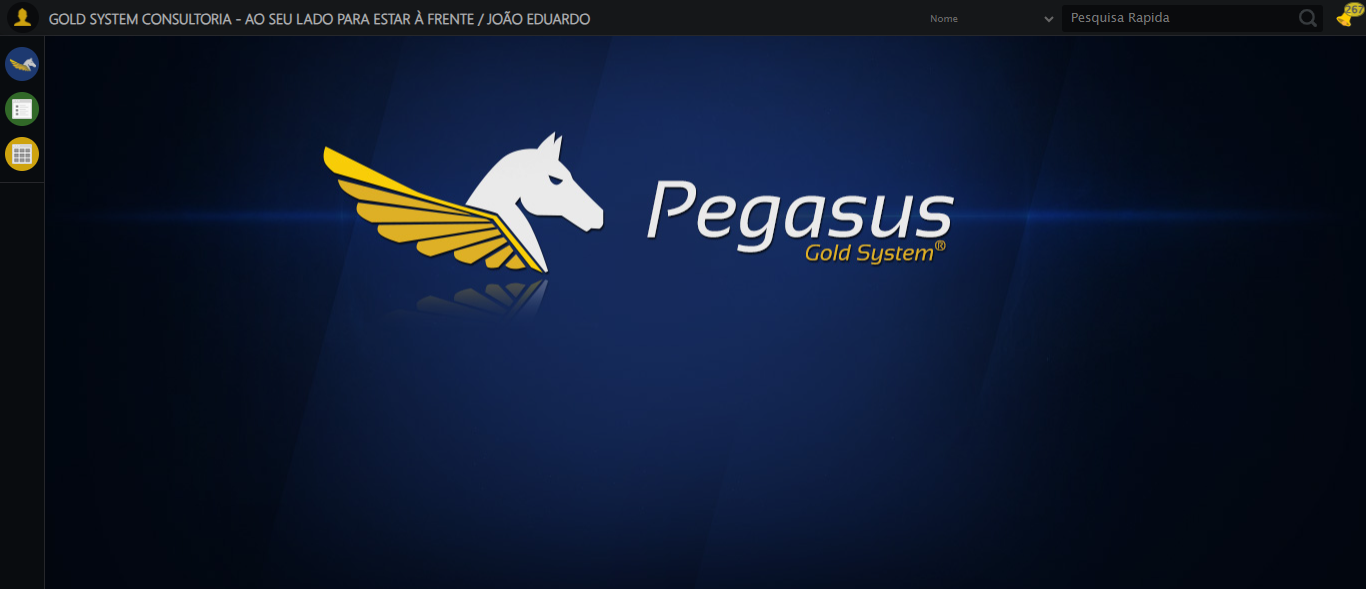 GOLD SYSTEM CONSULTORIA - AO SEU LADO PARA ESTAR À FRENTE / JOÃO EDUARDO
Nome
Pesquisa Rapida
267
Pegasus
Gold System®